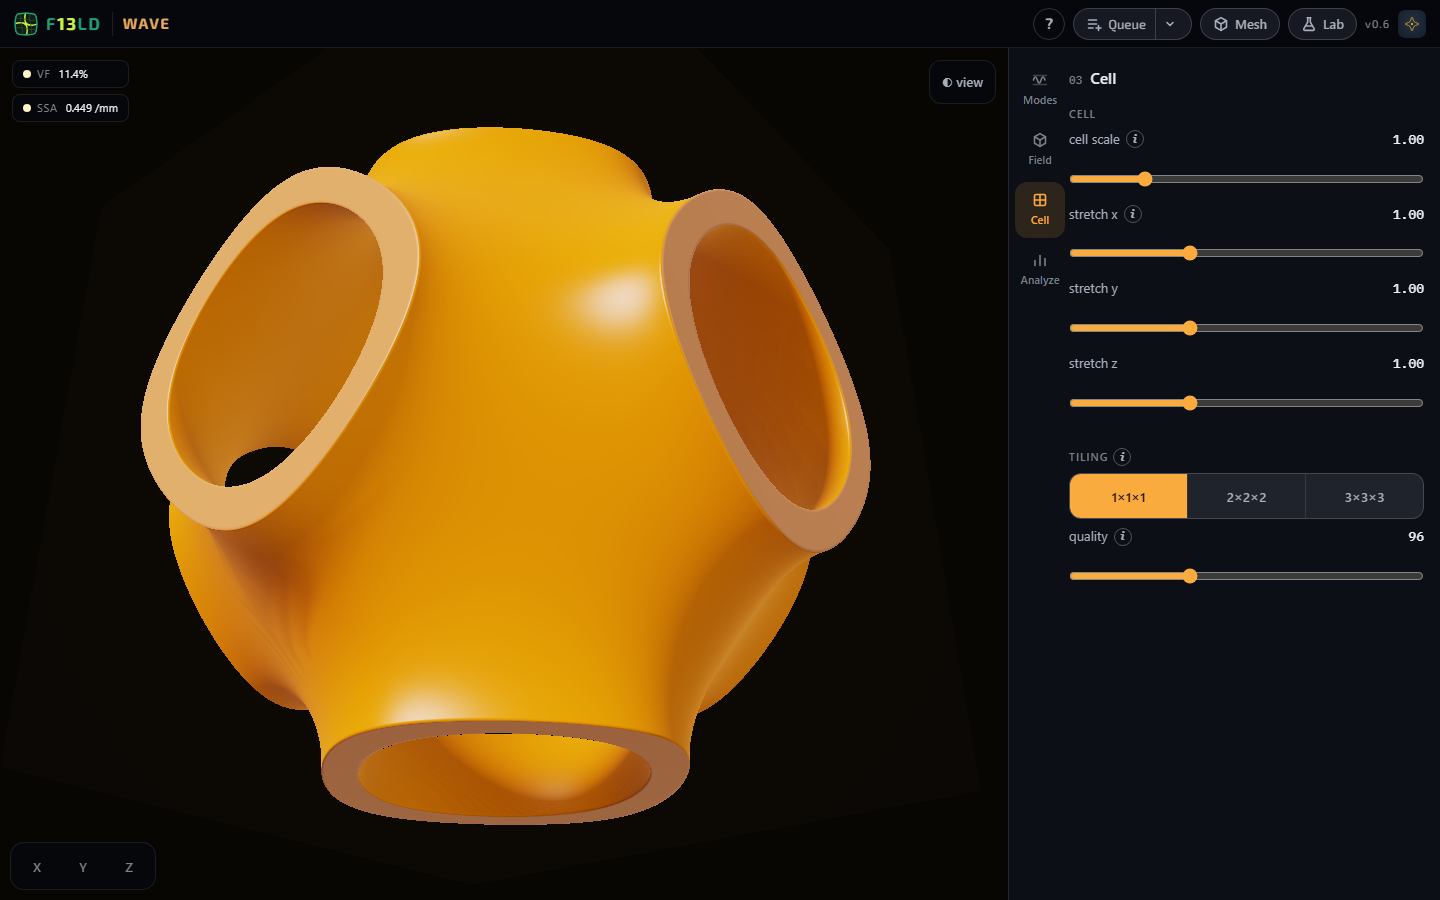 F13LD WAVE
? Queue Mesh Lab v0.6
VF 11.4%
SSA 0.449 /mm
view
Modes
Field
Cell
Analyze
03 Cell
CELL
cell scale i 1.00
stretch x i 1.00
stretch y 1.00
stretch z 1.00
TILING i
1×1×1 2×2×2 3×3×3
quality i 96
X Y Z